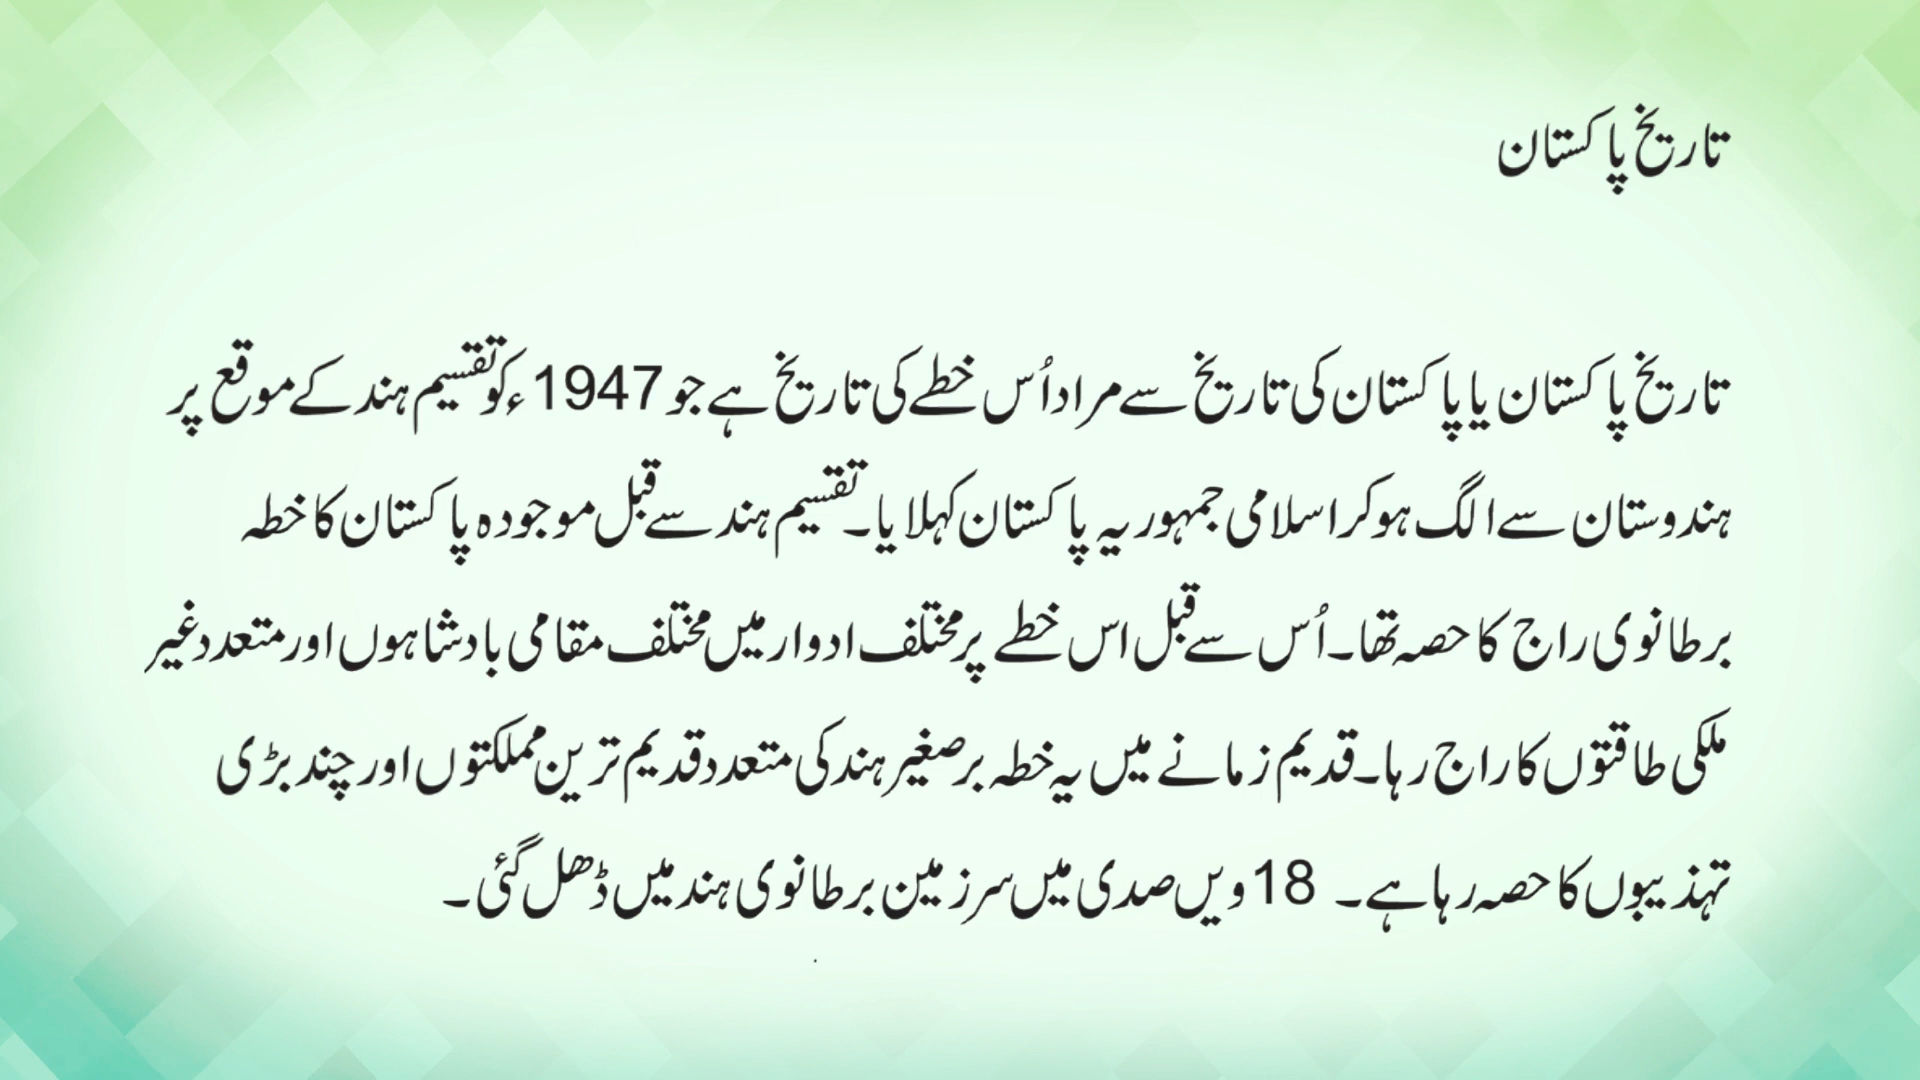 تاریخ پاکستان
تاریخ پاکستان یا پاکستان کی تاریخ سے مراد اُس خطے کی تاریخ ہے جو 1947ء کو تقسیم ہند کے موقع پر
ہندوستان سے الگ ہو کر اسلامی جمہوریہ پاکستان کہلایا۔ تقسیم ہند سے قبل موجودہ پاکستان کا خطہ
برطانوی راج کا حصہ تھا۔ اُس سے قبل اس خطے پر مختلف ادوار میں مختلف مقامی بادشاہوں اور متعدد غیر
ملکی طاقتوں کا راج رہا۔ قدیم زمانے میں یہ خطہ برصغیر ہند کی متعدد قدیم ترین مملکتوں اور چند بڑی
تہذیبوں کا حصہ رہا ہے۔ 18 ویں صدی میں سرزمین برطانوی ہند میں ڈھل گئی۔